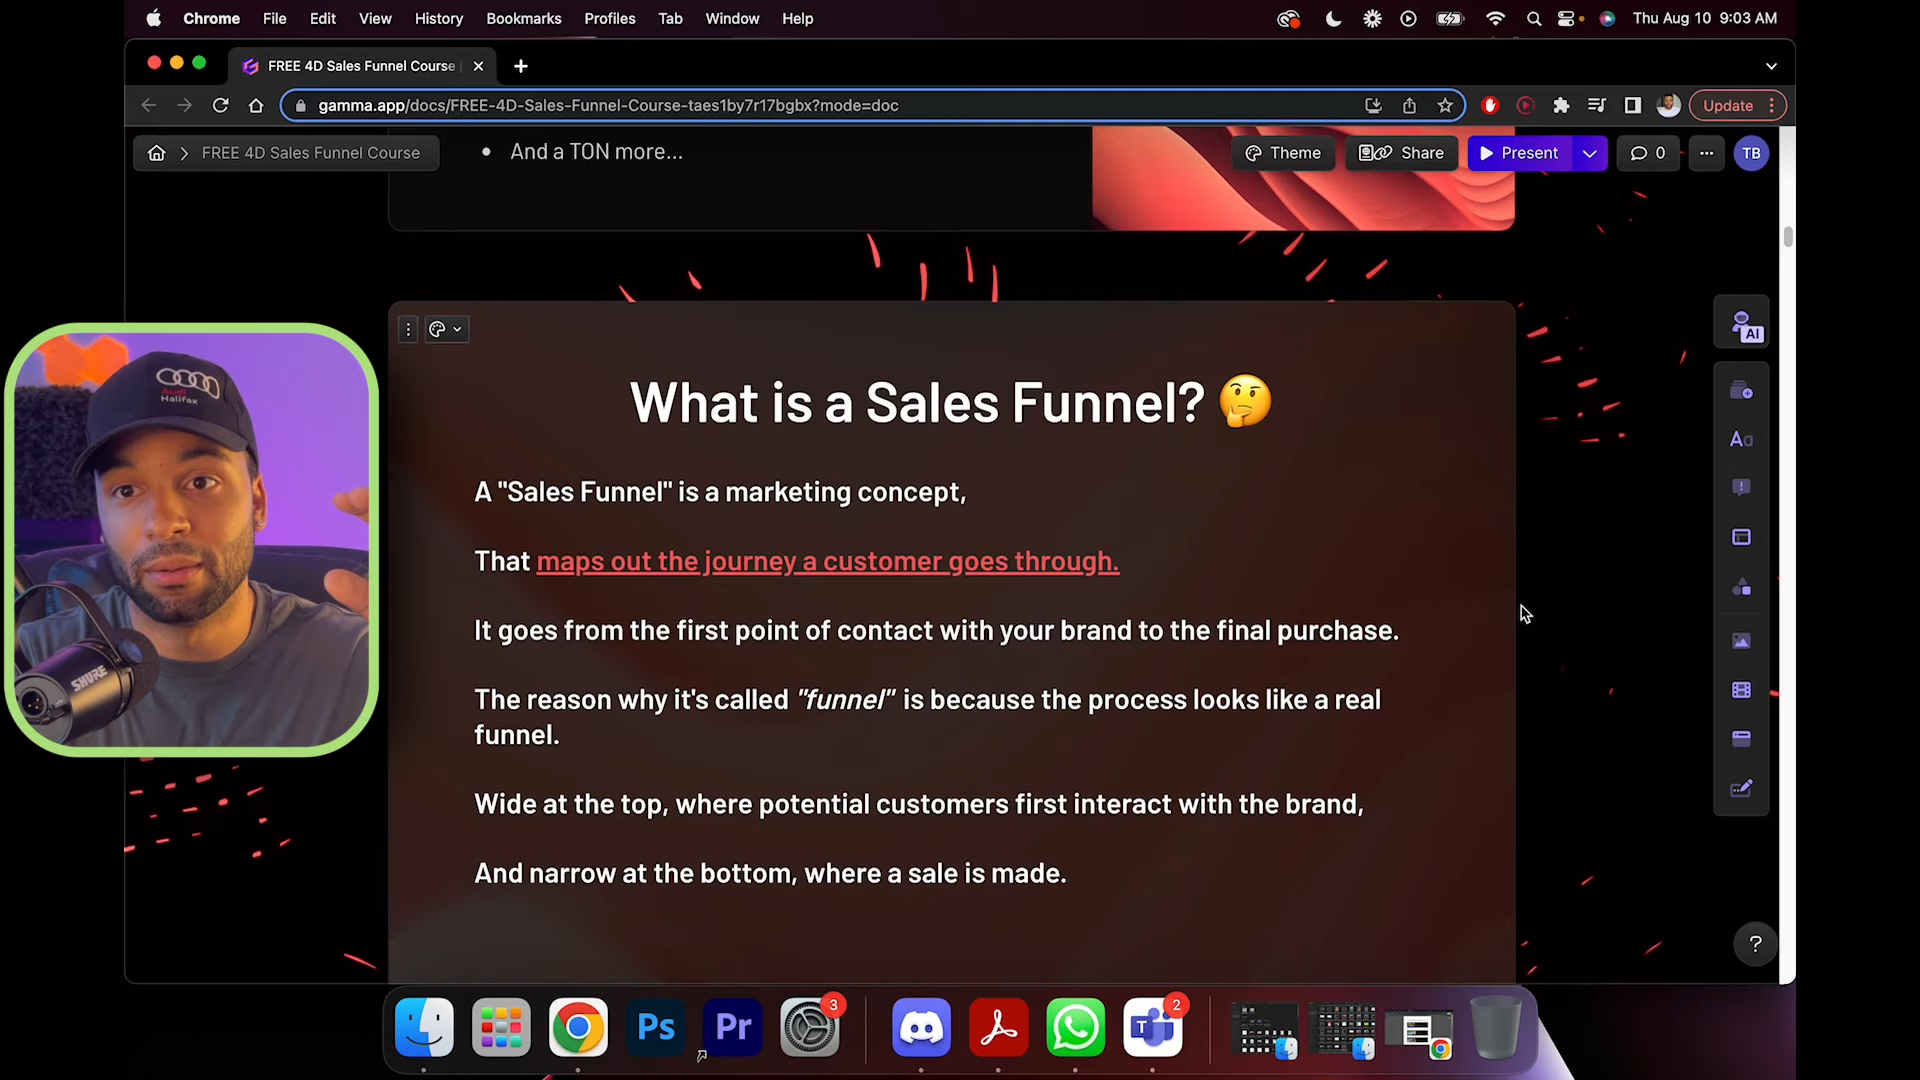 Chrome File Edit View History Bookmarks Profiles Tab Window Help Thu Aug 10 9:03 AM
FREE 4D Sales Funnel Course
gamma.app/docs/FREE-4D-Sales-Funnel-Course-taes1by7r17bgbx?mode=doc Update
FREE 4D Sales Funnel Course Theme Share Present 0 TB
• And a TON more...
AI
Aa
What is a Sales Funnel? 🤔
A "Sales Funnel" is a marketing concept,
That maps out the journey a customer goes through.
It goes from the first point of contact with your brand to the final purchase.
The reason why it's called "funnel" is because the process looks like a real
funnel.
Wide at the top, where potential customers first interact with the brand,
And narrow at the bottom, where a sale is made.
Audi
Halifax
SHURE
?
Ps Pr 3 T 2